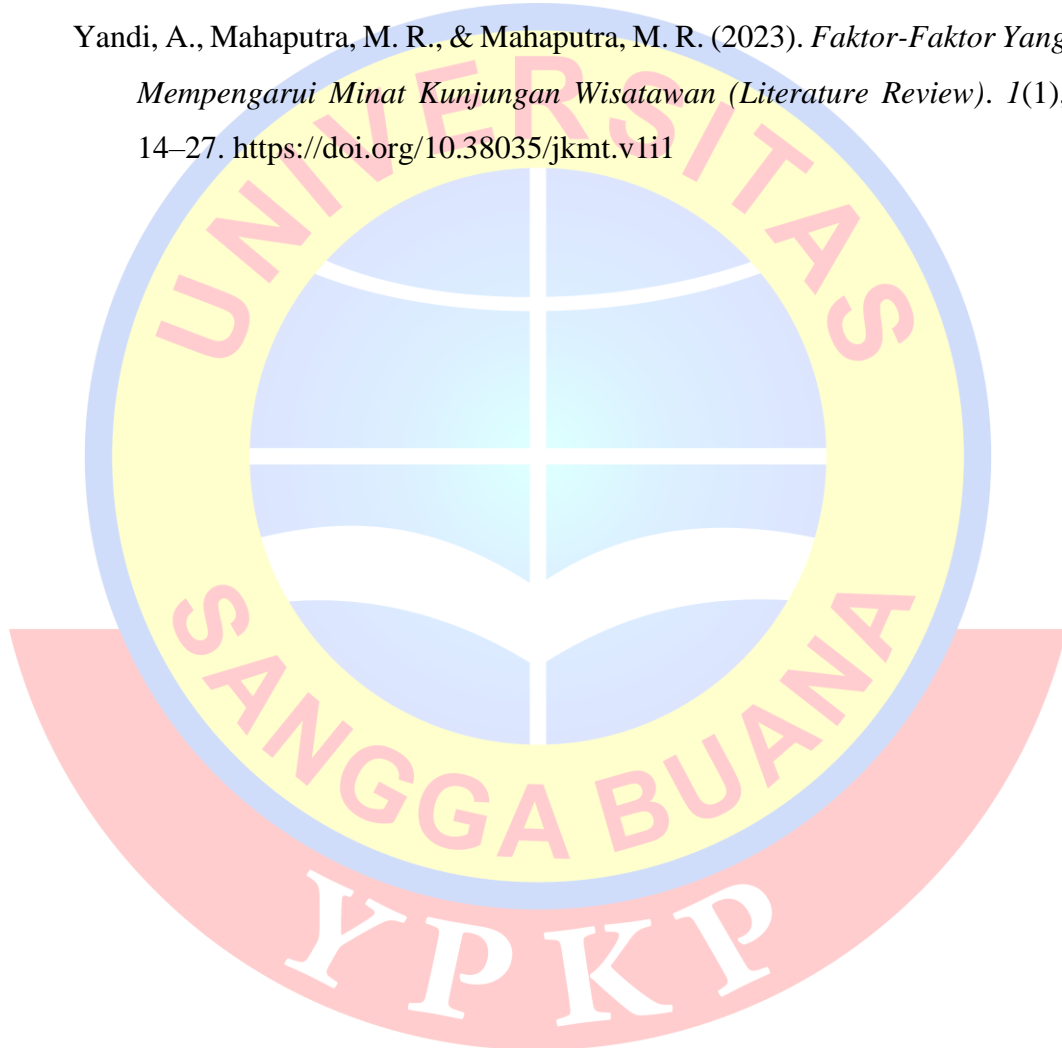 Yandi, A., Mahaputra, M. R., & Mahaputra, M. R. (2023). Faktor-Faktor Yang
Mempengarui Minat Kunjungan Wisatawan (Literature Review). 1(1),
14–27. https://doi.org/10.38035/jkmt.v1i1
UNIVERSITAS
SANGGA BUANA
YPKP